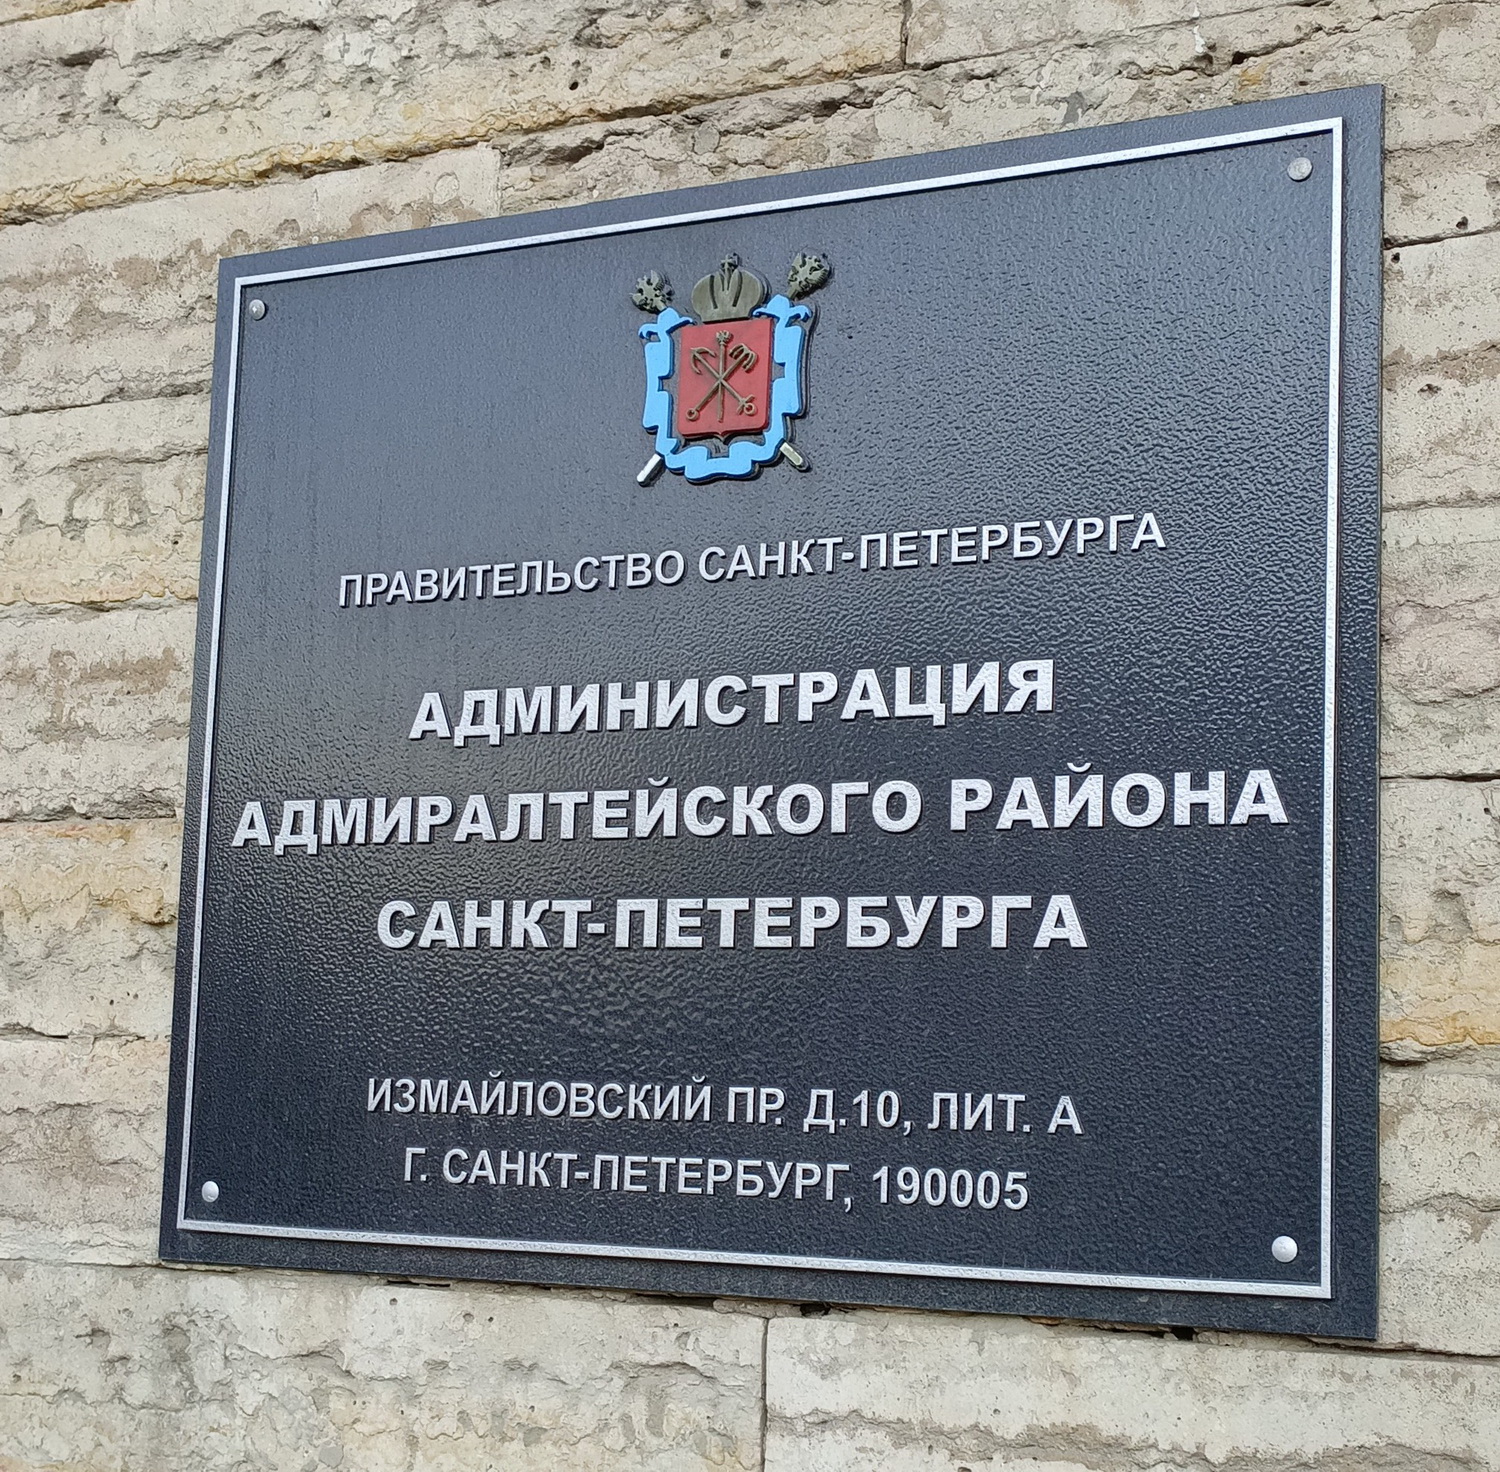 ПРАВИТЕЛЬСТВО САНКТ-ПЕТЕРБУРГА
АДМИНИСТРАЦИЯ
АДМИРАЛТЕЙСКОГО РАЙОНА
САНКТ-ПЕТЕРБУРГА
ИЗМАЙЛОВСКИЙ ПР. Д.10, ЛИТ. А
Г. САНКТ-ПЕТЕРБУРГ, 190005